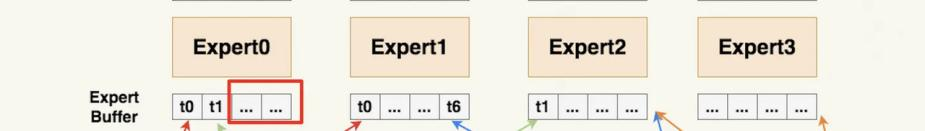 Expert0 Expert1 Expert2 Expert3
Expert Buffer
t0 t1 ... ... t0 ... ... t6 t1 ... ... ... ... ... ... ...